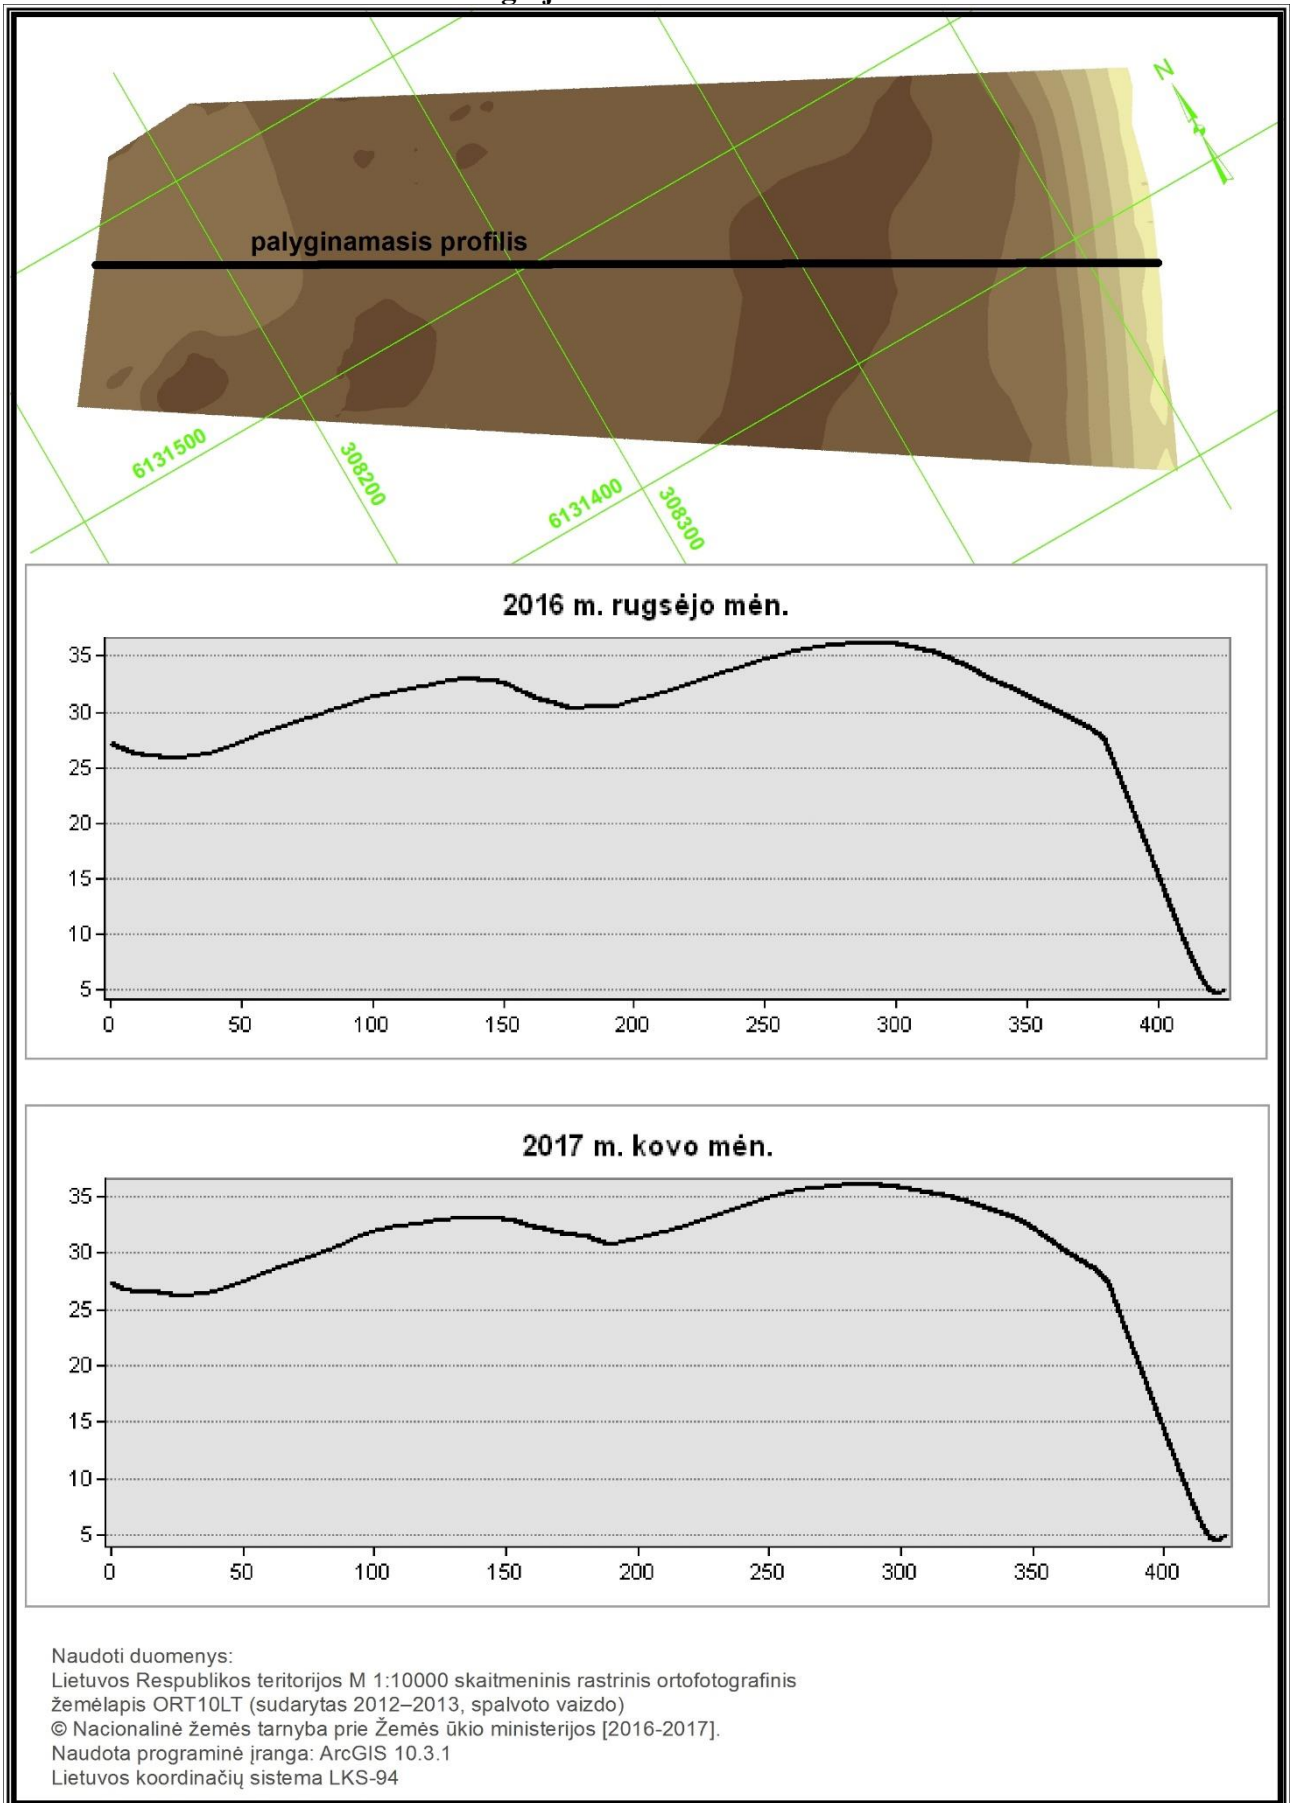 N
palyginamasis profilis
6131500
308200
6131400
308300
2016 m. rugsėjo mėn.
35
30
25
20
15
10
5
0 50 100 150 200 250 300 350 400
2017 m. kovo mėn.
35
30
25
20
15
10
5
0 50 100 150 200 250 300 350 400
Naudoti duomenys:
Lietuvos Respublikos teritorijos M 1:10000 skaitmeninis rastrinis ortofotografinis
žemėlapis ORT10LT (sudarytas 2012–2013, spalvoto vaizdo)
© Nacionalinė žemės tarnyba prie Žemės ūkio ministerijos [2016-2017].
Naudota programinė įranga: ArcGIS 10.3.1
Lietuvos koordinačių sistema LKS-94